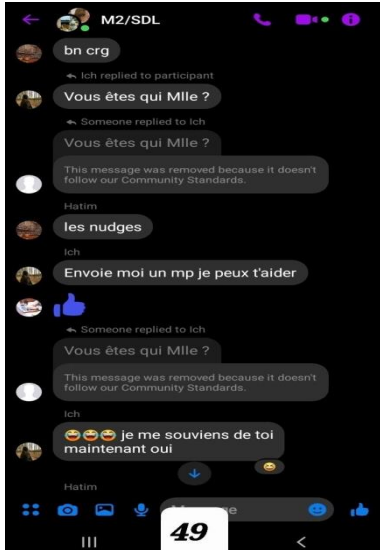 M2/SDL
bn crg
Ich replied to participant
Vous êtes qui Mlle ?
Someone replied to Ich
Vous êtes qui Mlle ?
This message was removed because it doesn't
follow our Community Standards.
Hatim
les nudges
Ich
Envoie moi un mp je peux t'aider
Someone replied to Ich
Vous êtes qui Mlle ?
This message was removed because it doesn't
follow our Community Standards.
Ich
😂😂😂 je me souviens de toi
maintenant oui
Hatim
49